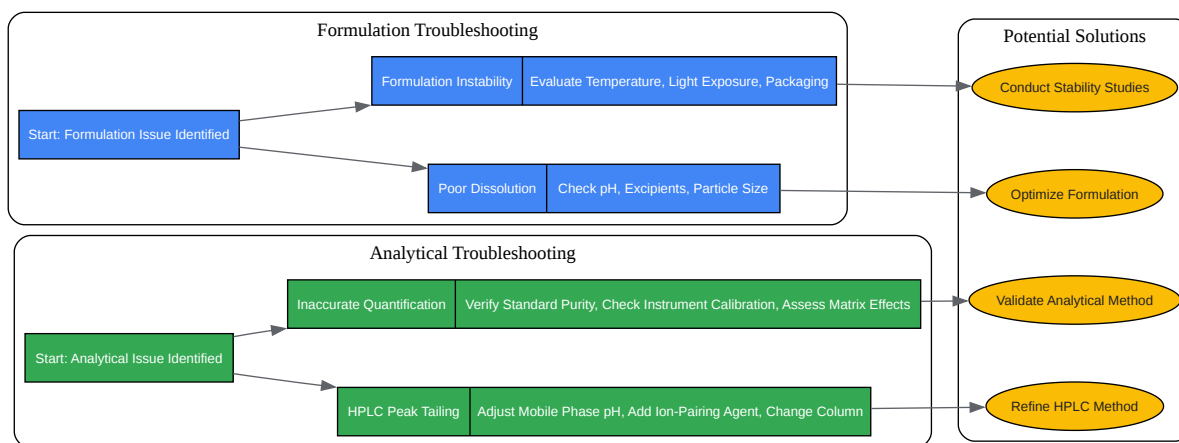 Formulation Troubleshooting
Potential Solutions
Formulation Instability
Evaluate Temperature, Light Exposure, Packaging
Conduct Stability Studies
Start: Formulation Issue Identified
Poor Dissolution
Check pH, Excipients, Particle Size
Optimize Formulation
Analytical Troubleshooting
Inaccurate Quantification
Verify Standard Purity, Check Instrument Calibration, Assess Matrix Effects
Validate Analytical Method
Start: Analytical Issue Identified
HPLC Peak Tailing
Adjust Mobile Phase pH, Add Ion-Pairing Agent, Change Column
Refine HPLC Method